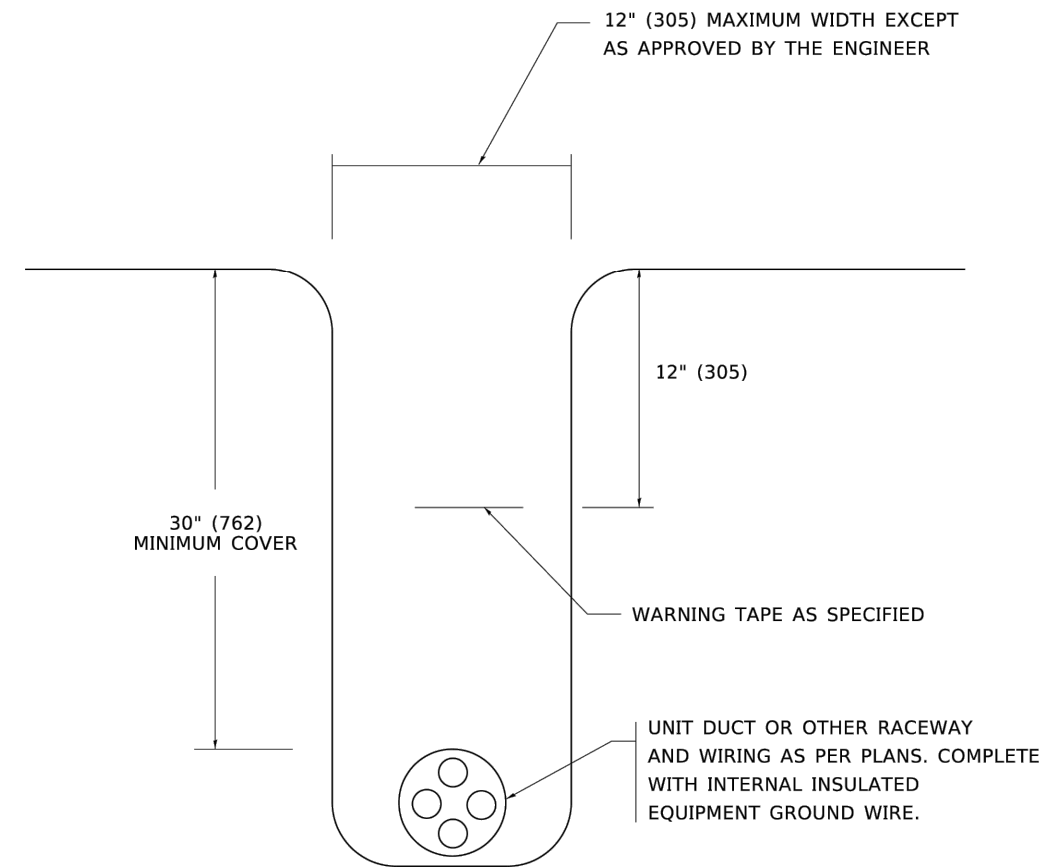 12" (305) MAXIMUM WIDTH EXCEPT
AS APPROVED BY THE ENGINEER
12" (305)
30" (762)
MINIMUM COVER
WARNING TAPE AS SPECIFIED
UNIT DUCT OR OTHER RACEWAY
AND WIRING AS PER PLANS. COMPLETE
WITH INTERNAL INSULATED
EQUIPMENT GROUND WIRE.